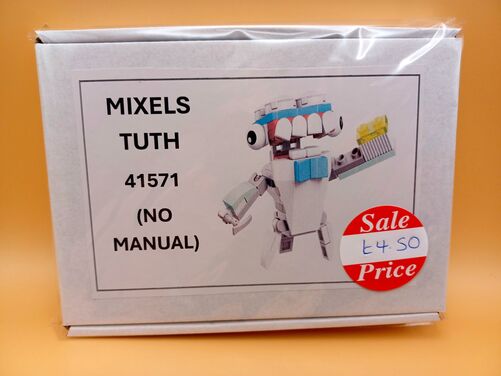 MIXELS
TUTH
41571
(NO
MANUAL)
Sale
£4.50
Price